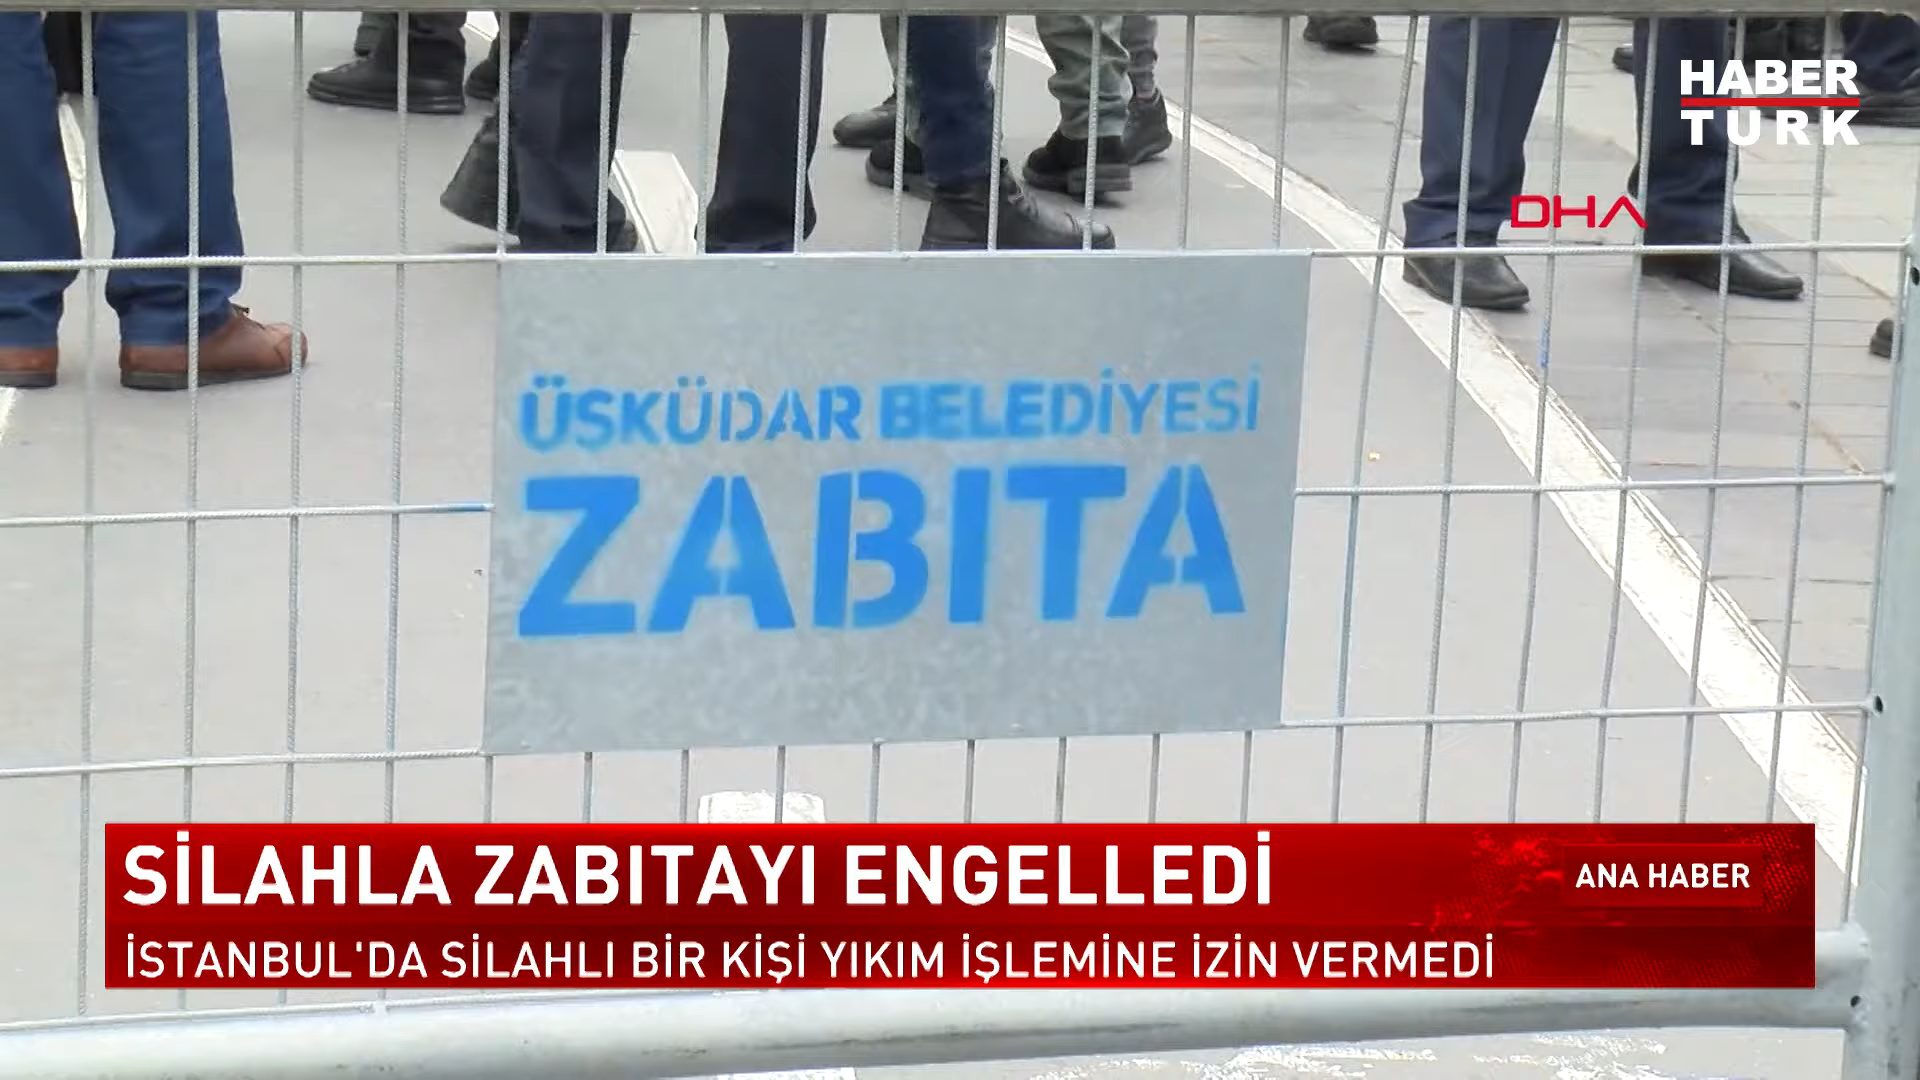 HABER
TURK
DHA
ÜSKÜDAR BELEDİYESİ
ZABITA
SİLAHLA ZABITAYI ENGELLEDİ
ANA HABER
İSTANBUL'DA SİLAHLI BİR KİŞİ YIKIM İŞLEMİNE İZİN VERMEDİ